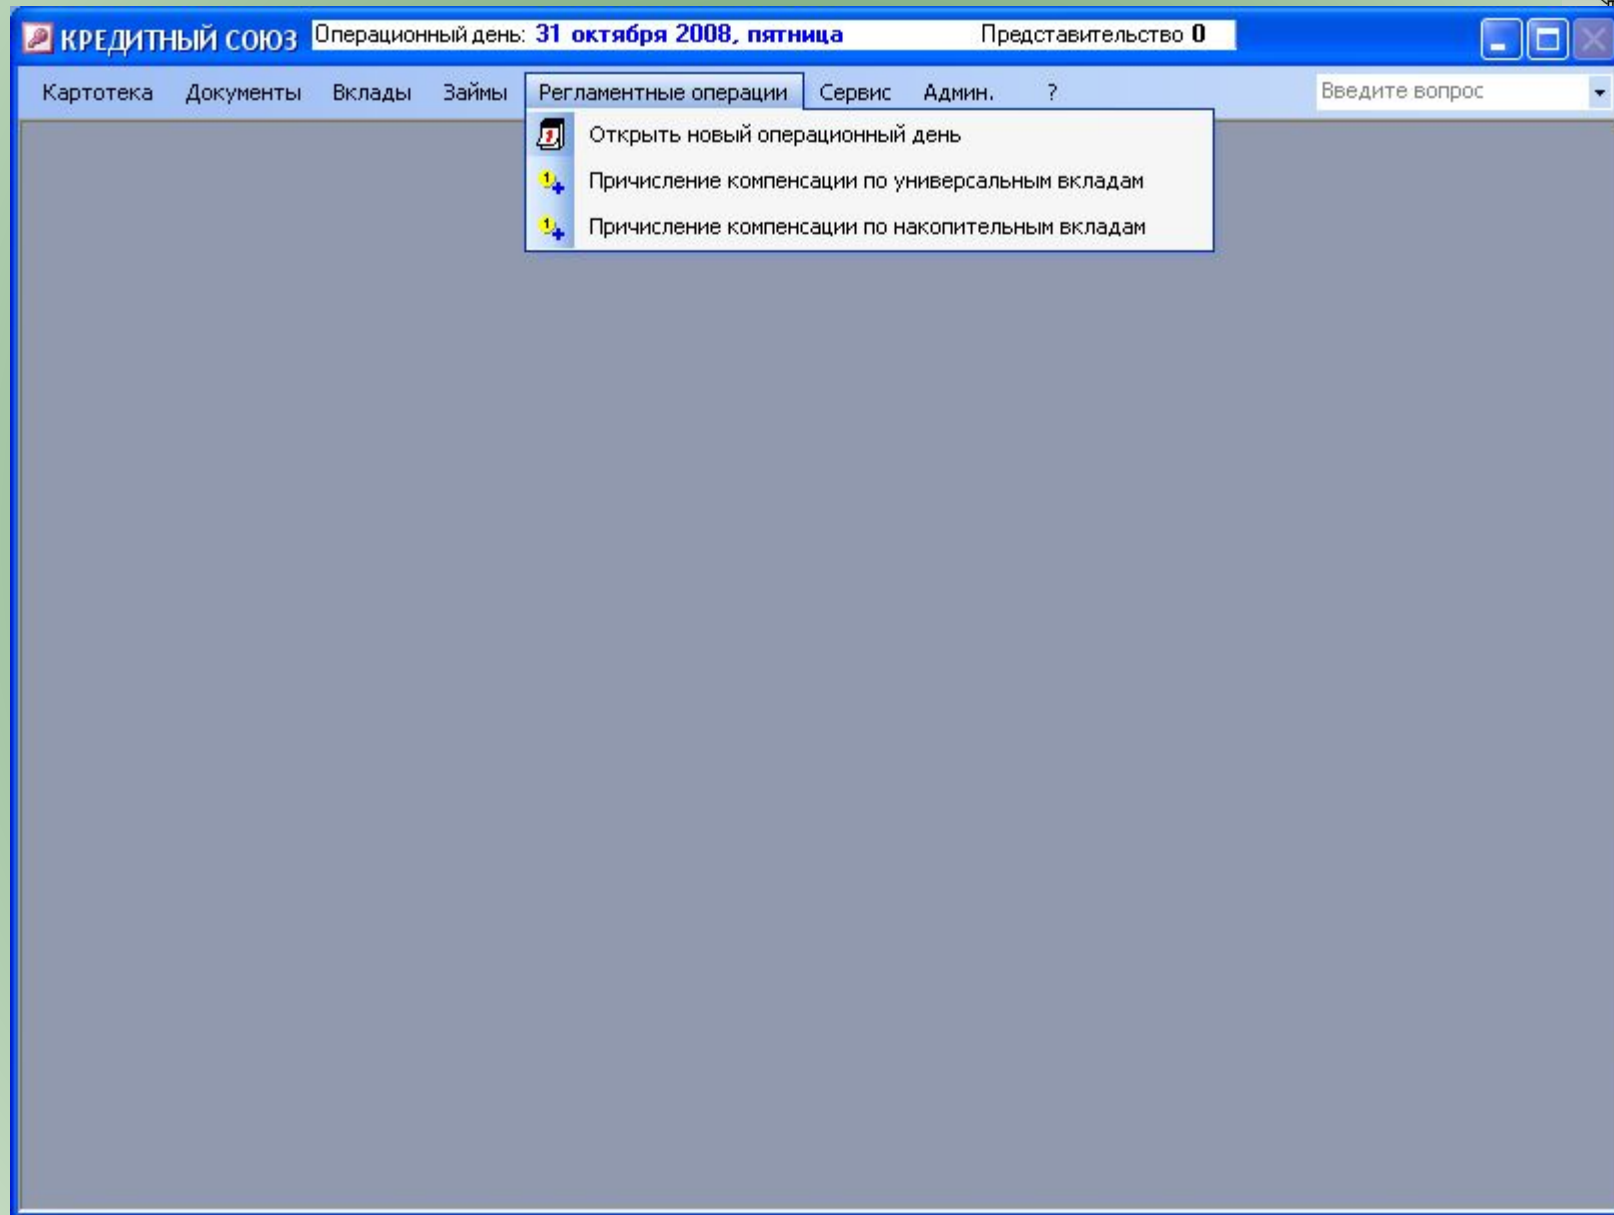 КРЕДИТНЫЙ СОЮЗ Операционный день: 31 октября 2008, пятница Представительство 0
Картотека Документы Вклады Займы Регламентные операции Сервис Админ. ? Введите вопрос
Открыть новый операционный день
Причисление компенсации по универсальным вкладам
Причисление компенсации по накопительным вкладам